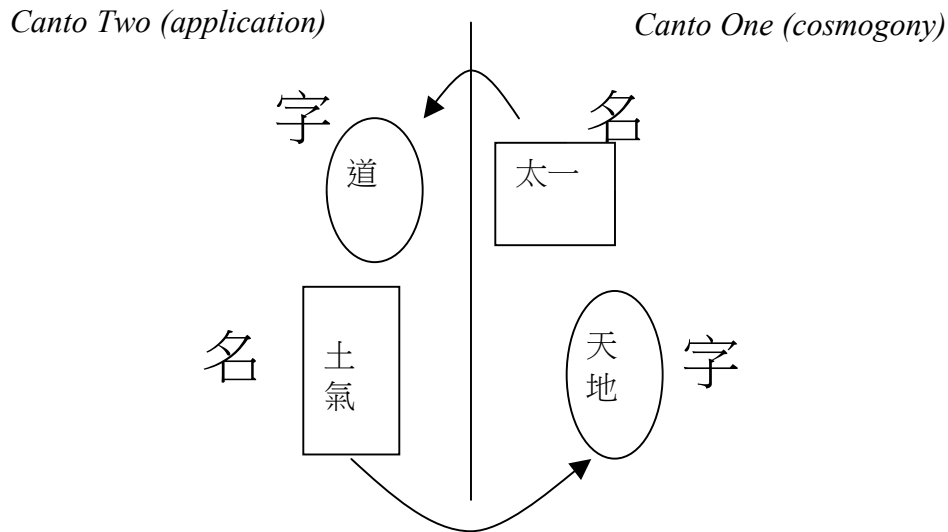 Canto Two (application)
Canto One (cosmogony)
字
名
道
太一
名
土
氣
天
地
字